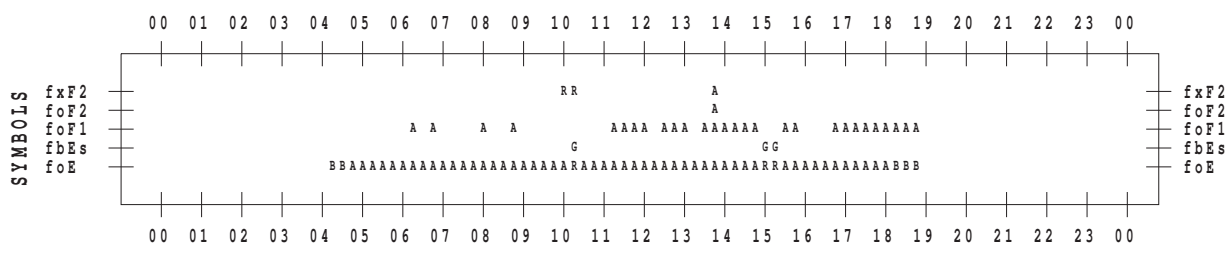 00 01 02 03 04 05 06 07 08 09 10 11 12 13 14 15 16 17 18 19 20 21 22 23 00
SYMBOLS
fxF2 RR A fxF2
foF2 A foF2
foF1 A A A A AAAA AAA AAAAAA AA AAAAAAAAA foF1
fbEs G GG fbEs
foE BBAAAAAAAAAAAAAAAAAAAAAARAAAAAAAAAAAAAAAAAARRAAAAAAAAAAABBB foE
00 01 02 03 04 05 06 07 08 09 10 11 12 13 14 15 16 17 18 19 20 21 22 23 00